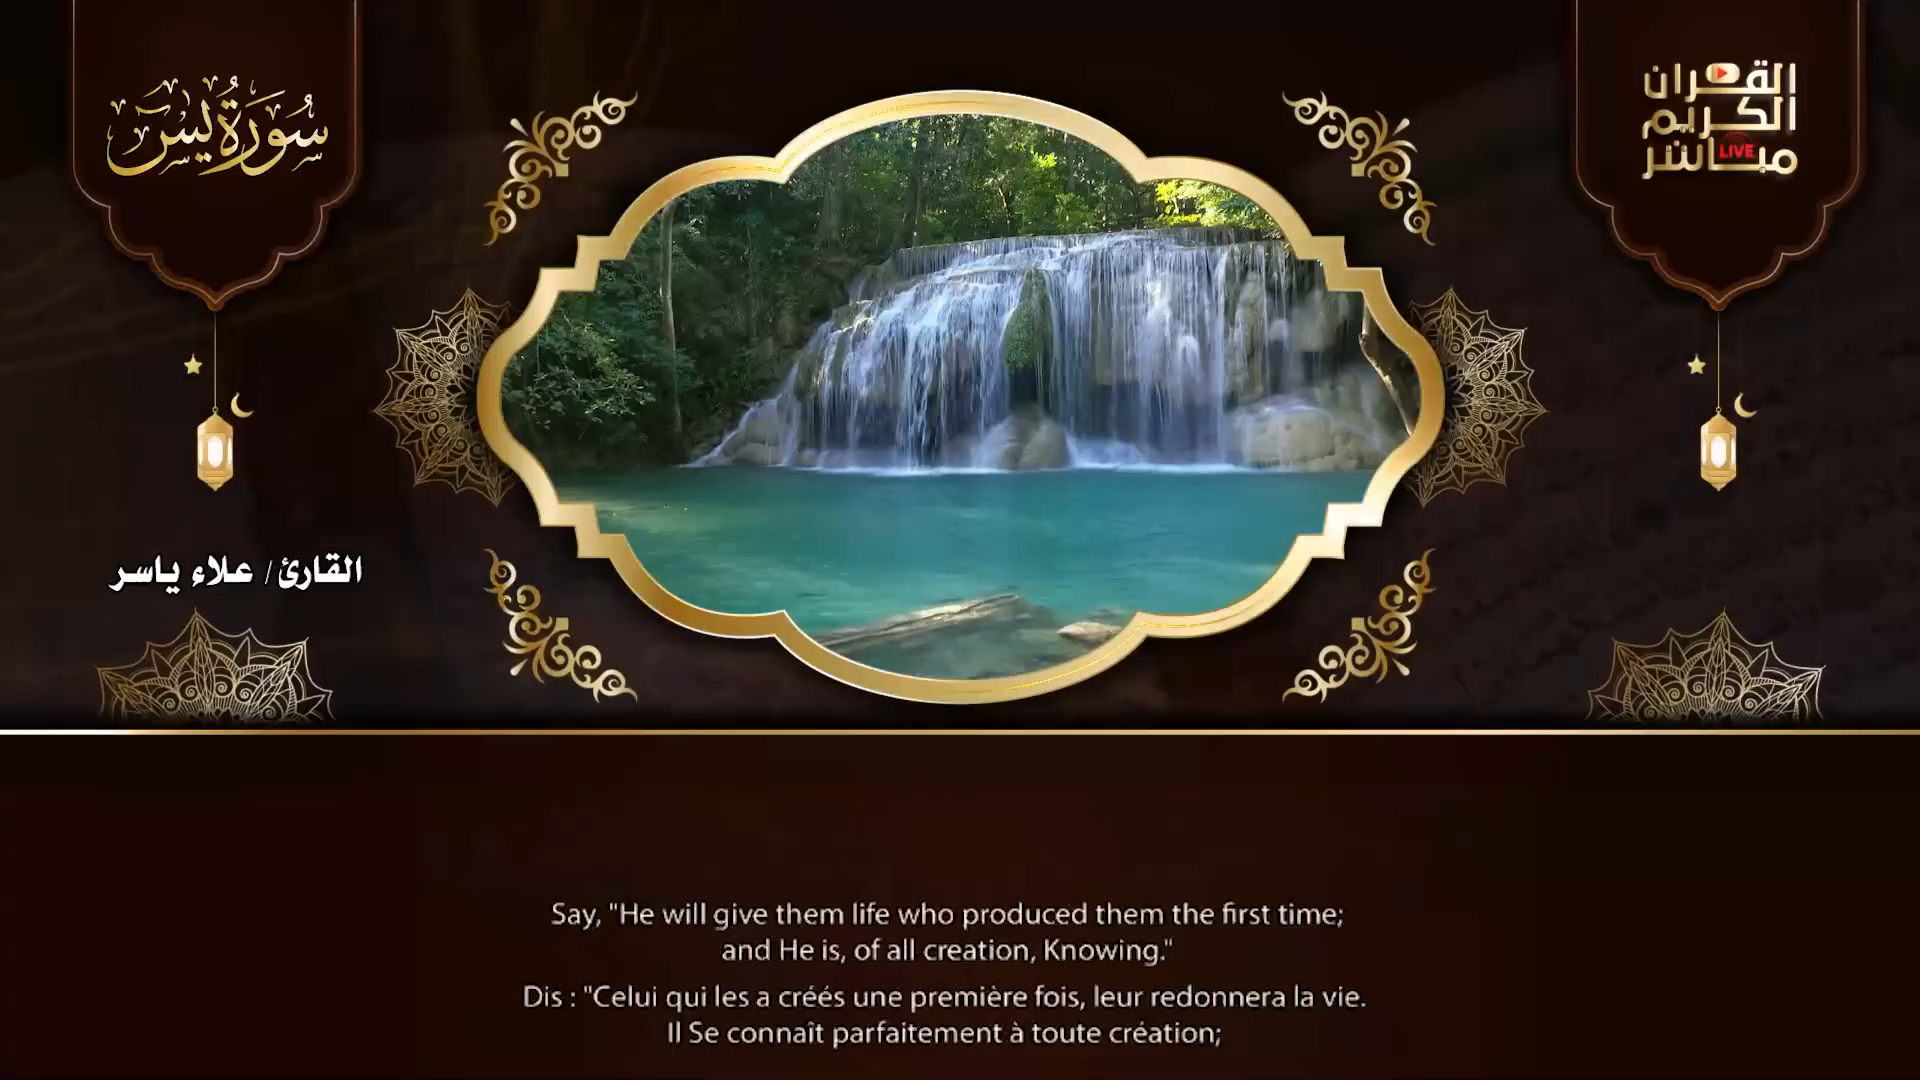 سُورَةُ يس
القرآن
الكريم
مباشر
LIVE
القارئ / علاء ياسر
Say, "He will give them life who produced them the first time;
and He is, of all creation, Knowing."
Dis : "Celui qui les a créés une première fois, leur redonnera la vie.
Il Se connaît parfaitement à toute création;